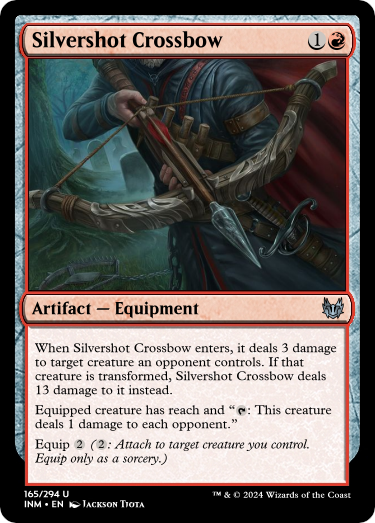 Silvershot Crossbow 1
Artifact — Equipment
When Silvershot Crossbow enters, it deals 3 damage
to target creature an opponent controls. If that
creature is transformed, Silvershot Crossbow deals
13 damage to it instead.
Equipped creature has reach and “: This creature
deals 1 damage to each opponent.”
Equip 2 (2: Attach to target creature you control.
Equip only as a sorcery.)
165/294 U
INM • EN Jackson Tjota ™ & © 2024 Wizards of the Coast